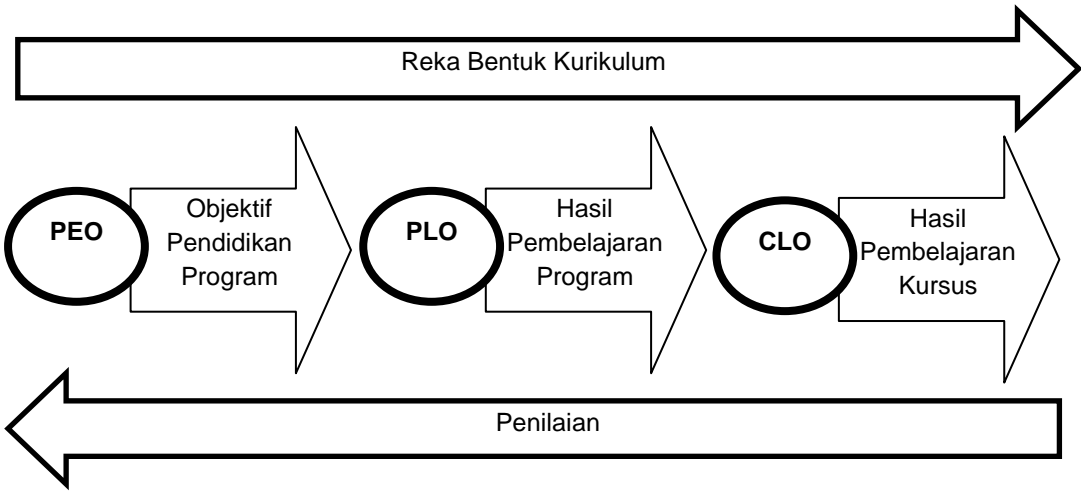 Reka Bentuk Kurikulum
PEO
Objektif
Pendidikan
Program
PLO
Hasil
Pembelajaran
Program
CLO
Hasil
Pembelajaran
Kursus
Penilaian